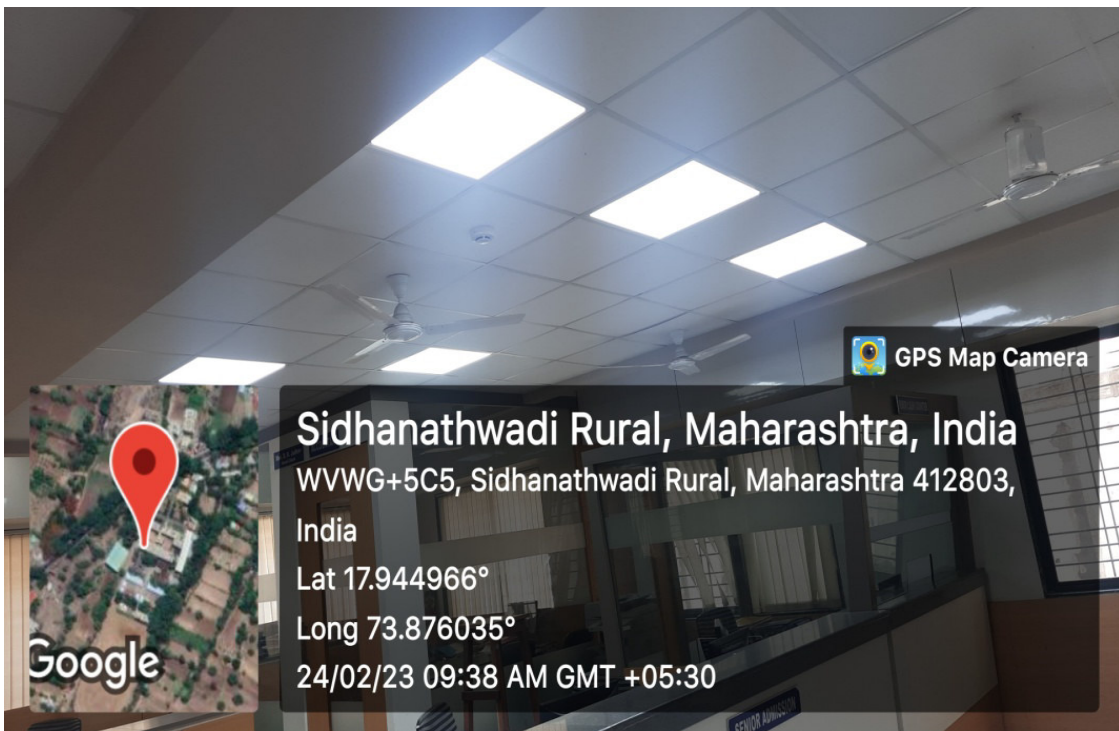 GPS Map Camera
Sidhanathwadi Rural, Maharashtra, India
WVWG+5C5, Sidhanathwadi Rural, Maharashtra 412803,
India
Lat 17.944966°
Long 73.876035°
24/02/23 09:38 AM GMT +05:30
Google
SENIOR ADMISSION